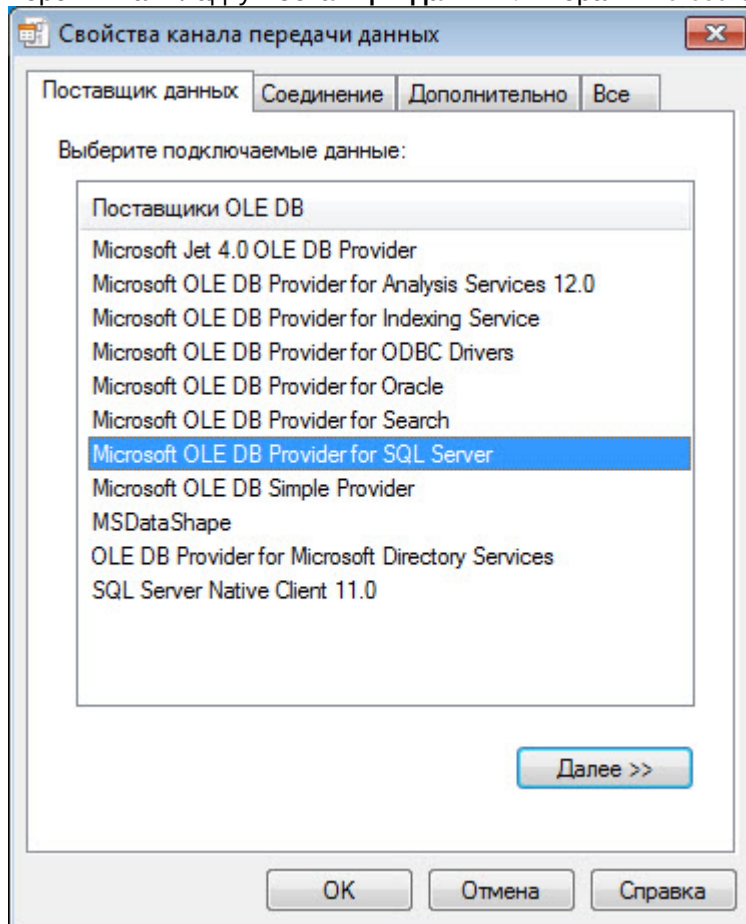 Свойства канала передачи данных
Поставщик данных Соединение Дополнительно Все
Выберите подключаемые данные:
Поставщики OLE DB
Microsoft Jet 4.0 OLE DB Provider
Microsoft OLE DB Provider for Analysis Services 12.0
Microsoft OLE DB Provider for Indexing Service
Microsoft OLE DB Provider for ODBC Drivers
Microsoft OLE DB Provider for Oracle
Microsoft OLE DB Provider for Search
Microsoft OLE DB Provider for SQL Server
Microsoft OLE DB Simple Provider
MSDataShape
OLE DB Provider for Microsoft Directory Services
SQL Server Native Client 11.0
Далее >>
OK Отмена Справка